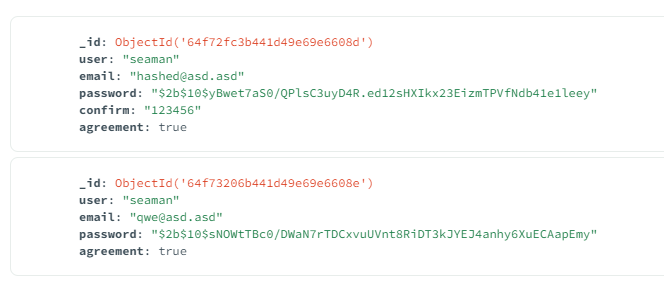 _id: ObjectId('64f72fc3b441d49e69e6608d')
user: "seaman"
email: "hashed@asd.asd"
password: "$2b$10$yBwet7aS0/QPlsC3uyD4R.ed12sHXIkx23EizmTPVfNdb41e1leey"
confirm: "123456"
agreement: true
_id: ObjectId('64f73206b441d49e69e6608e')
user: "seaman"
email: "qwe@asd.asd"
password: "$2b$10$sNOWtTBc0/DWaN7rTDCxvuUVnt8RiDT3kJYEJ4anhy6XuECAapEmy"
agreement: true